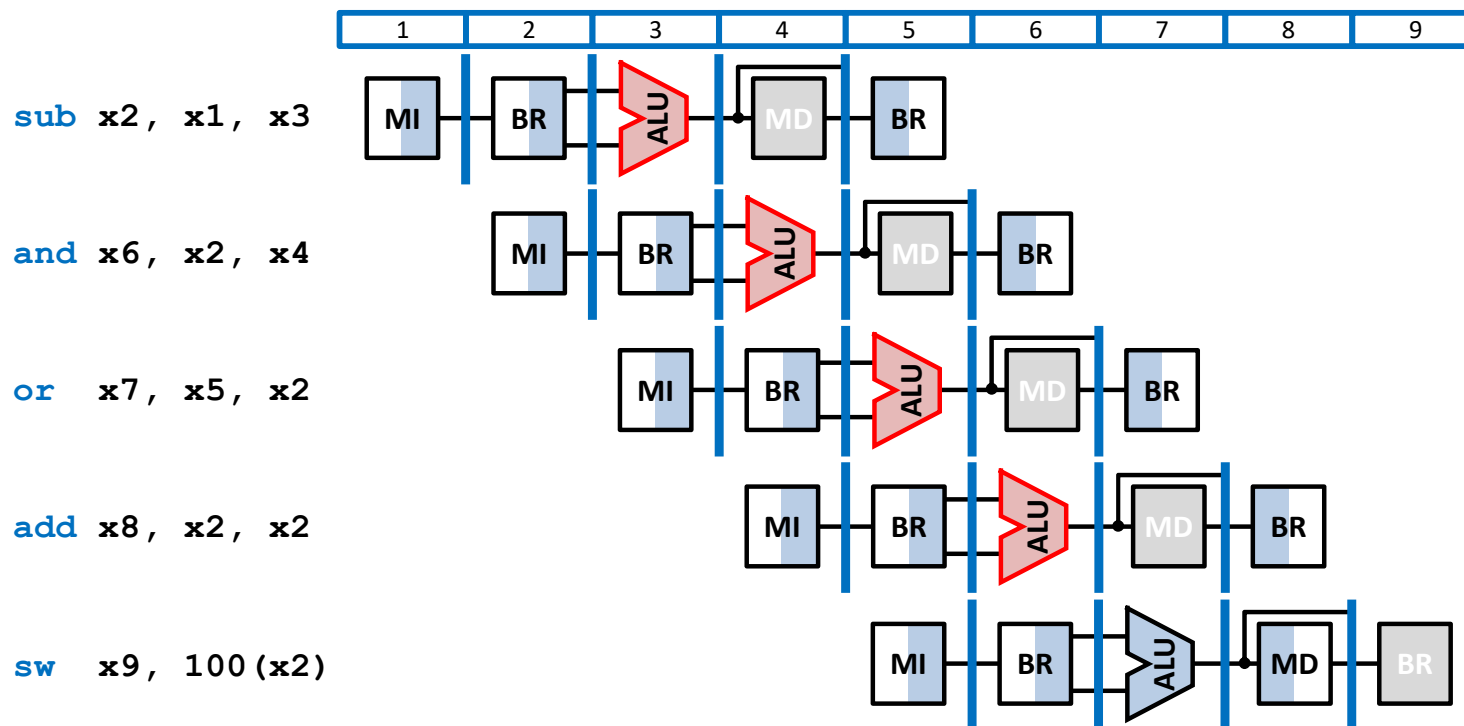 1 2 3 4 5 6 7 8 9
sub x2, x1, x3 MI BR ALU MD BR
and x6, x2, x4 MI BR ALU MD BR
or x7, x5, x2 MI BR ALU MD BR
add x8, x2, x2 MI BR ALU MD BR
sw x9, 100(x2) MI BR ALU MD BR